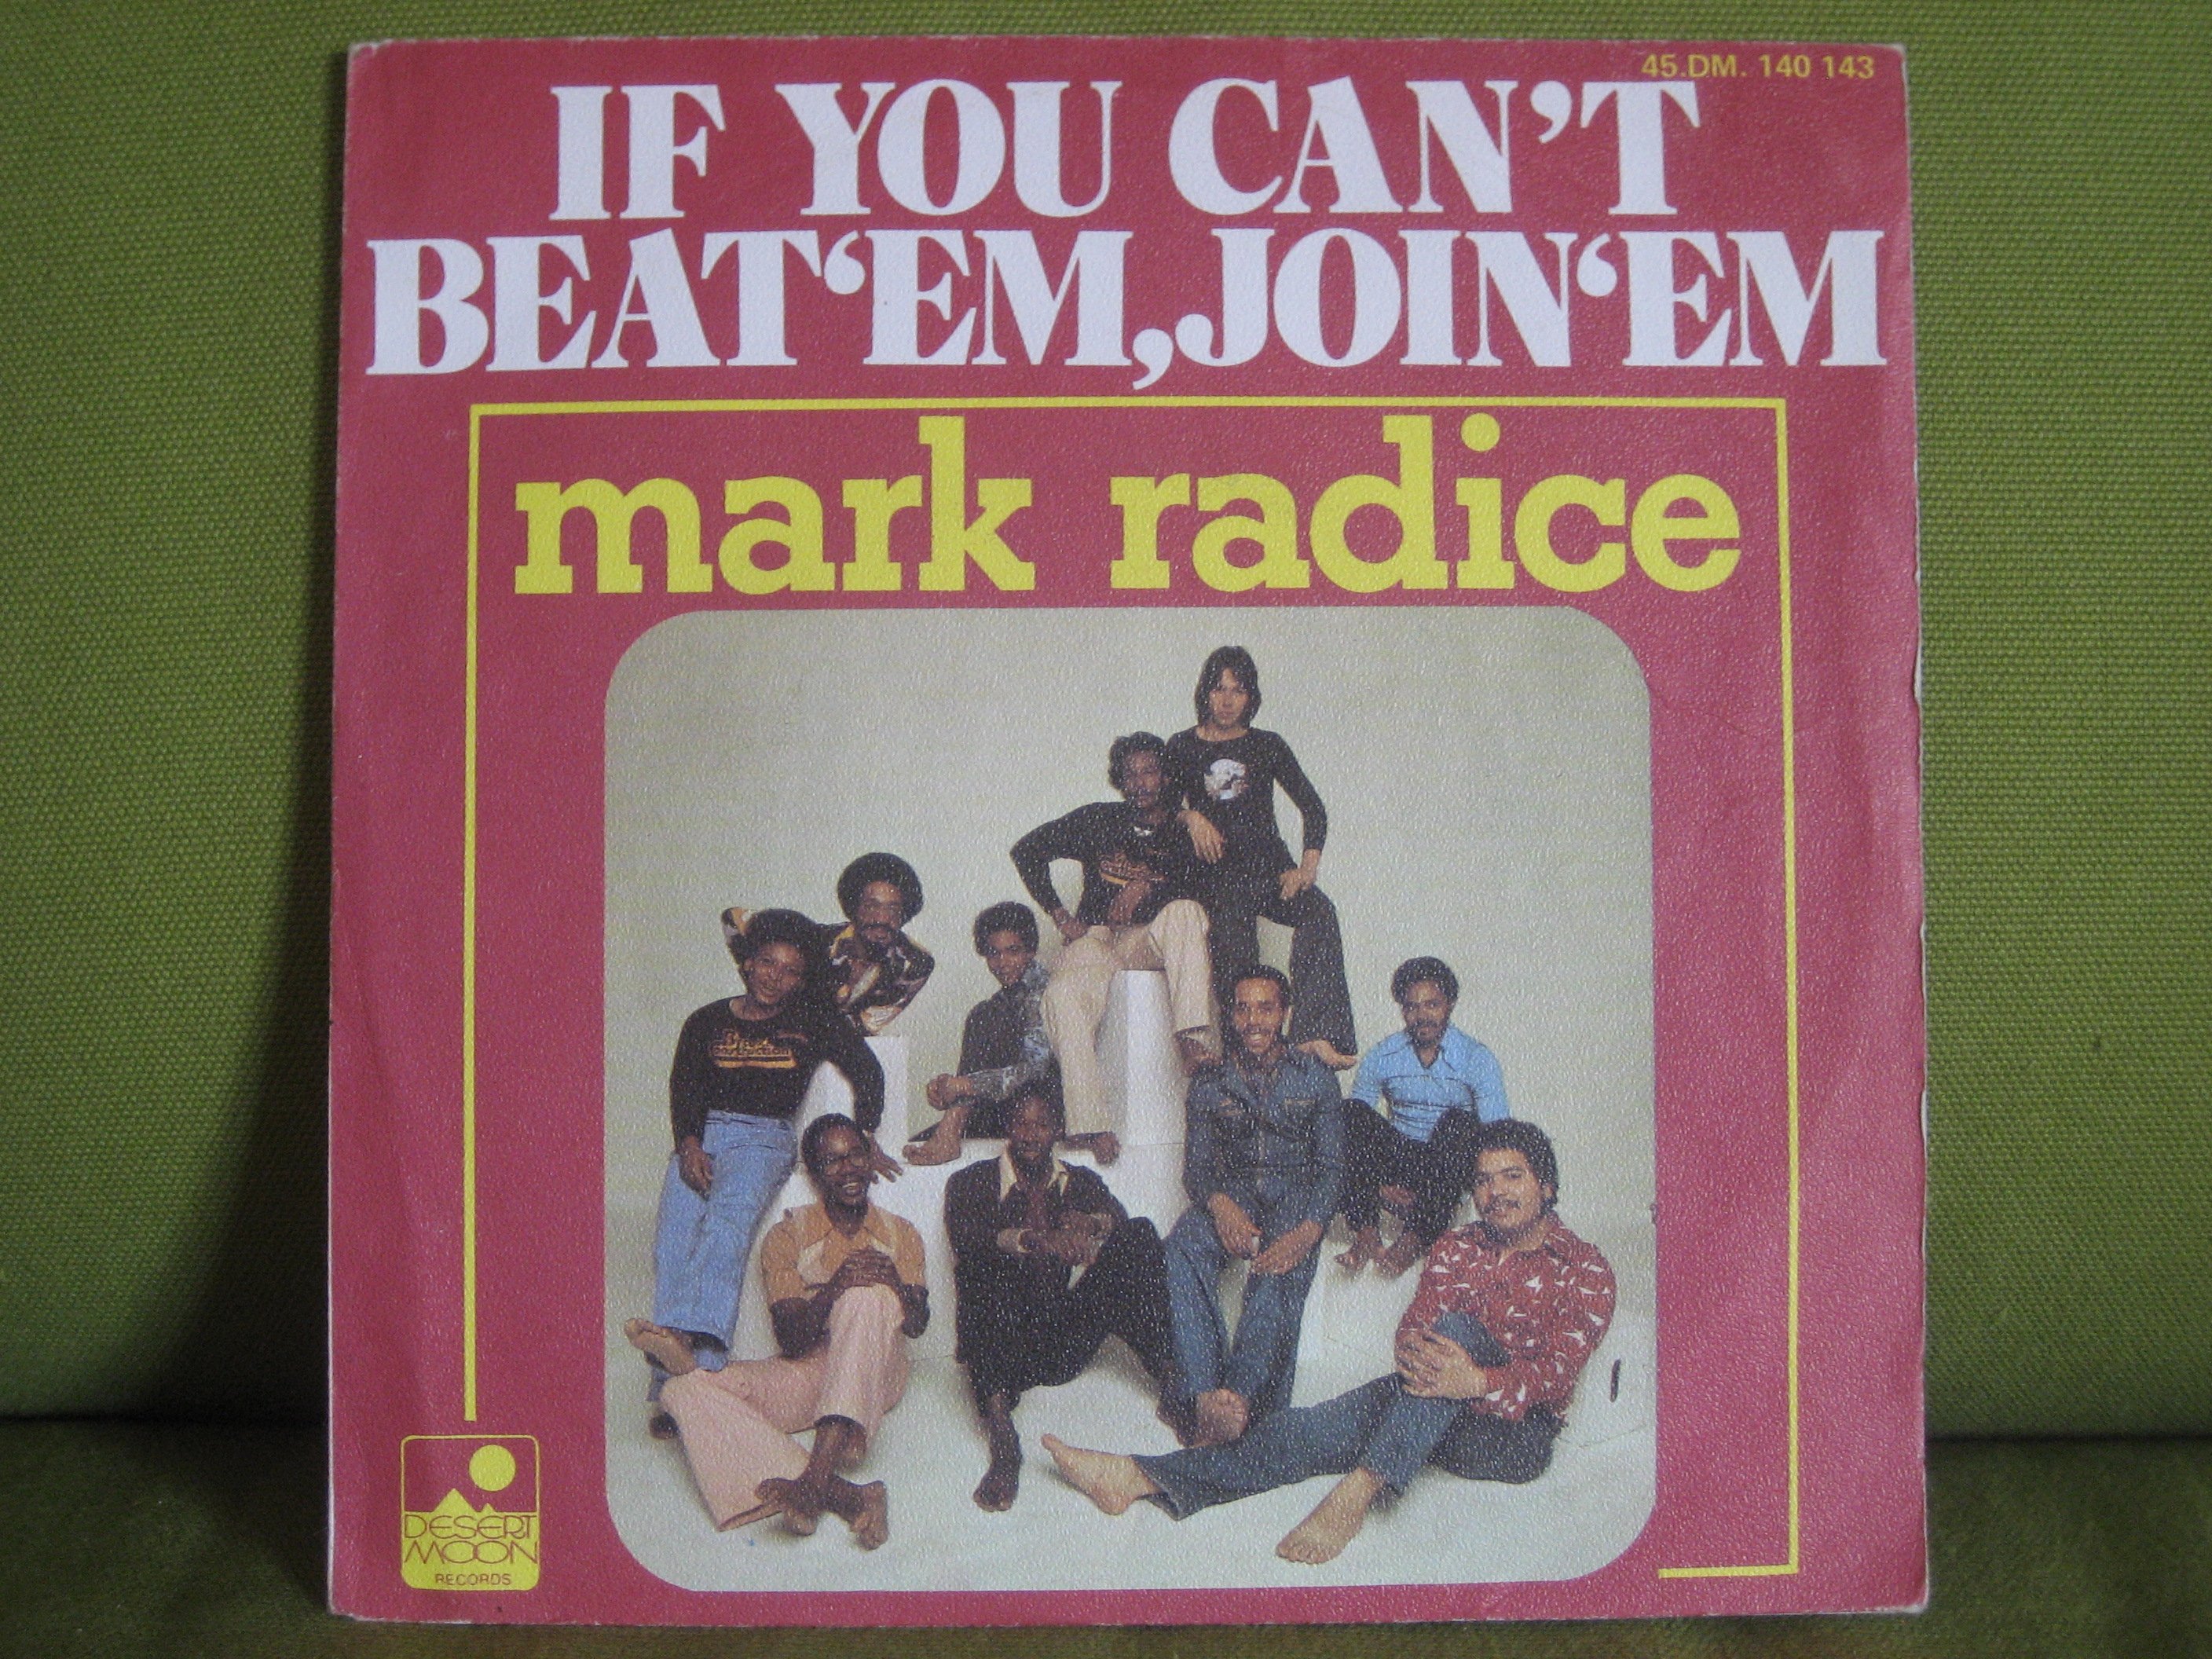 45.DM. 140 143
IF YOU CAN’T
BEAT‘EM, JOIN‘EM
mark radice
DESERT
MOON
RECORDS